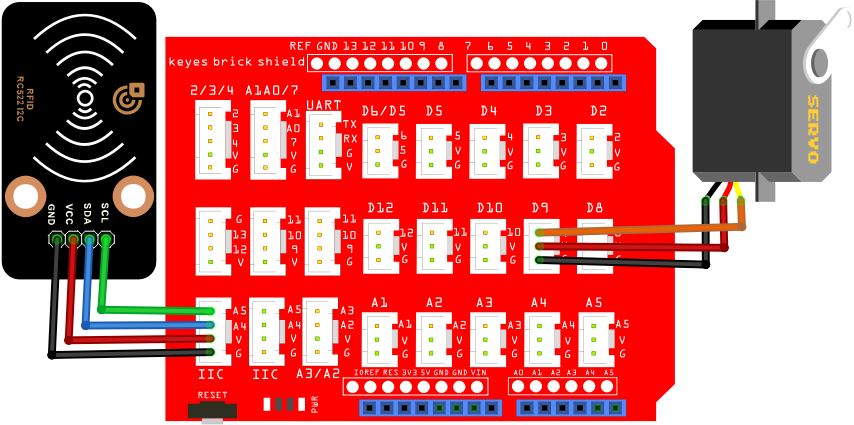 REF GND 13 12 11 10 9 8 7 6 5 4 3 2 1 0
keyes brick shield
RFID
RC522 I2C
GND VCC SDA SCL
2/3/4 A1A0/7 UART D6/D5 D5 D4 D3 D2
2 3 4 V G
A1 A0 7 V G
TX RX G V
6 5 V G
5 V G
4 V G
3 V G
2 V G
SERVO
D12 D11 D10 D9 D8
G 13 12 V
11 10 9 V
11 10 9 G
12 V G
11 V G
10 V G
A1 A2 A3 A4 A5
A5 A4 V G
A5 A4 V G
A3 A2 V G
A1 V G
A2 V G
A3 V G
A4 V G
A5 V G
IIC IIC A3/A2
IOREF RES 3V3 5V GND GND VIN A0 A1 A2 A3 A4 A5
RESET
PWR